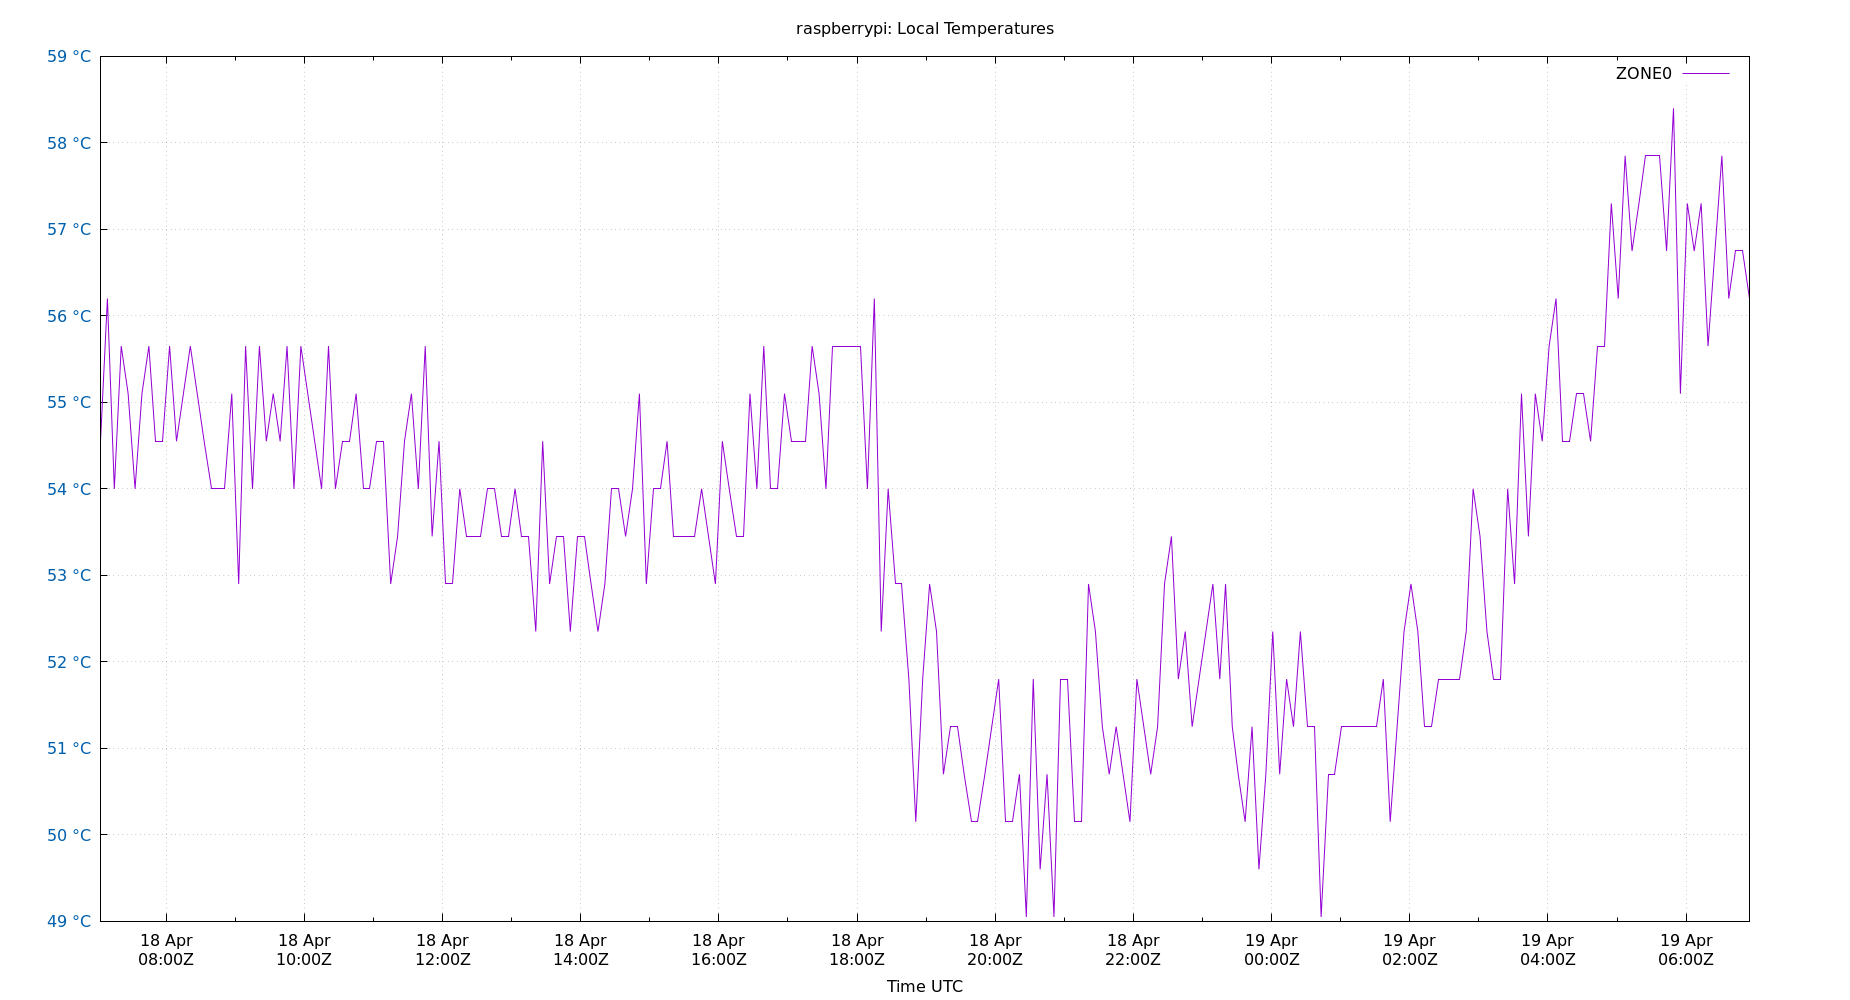 raspberrypi: Local Temperatures
59 °C
ZONE0
58 °C
57 °C
56 °C
55 °C
54 °C
53 °C
52 °C
51 °C
50 °C
49 °C
18 Apr 18 Apr 18 Apr 18 Apr 18 Apr 18 Apr 18 Apr 18 Apr 19 Apr 19 Apr 19 Apr 19 Apr
08:00Z 10:00Z 12:00Z 14:00Z 16:00Z 18:00Z 20:00Z 22:00Z 00:00Z 02:00Z 04:00Z 06:00Z
Time UTC